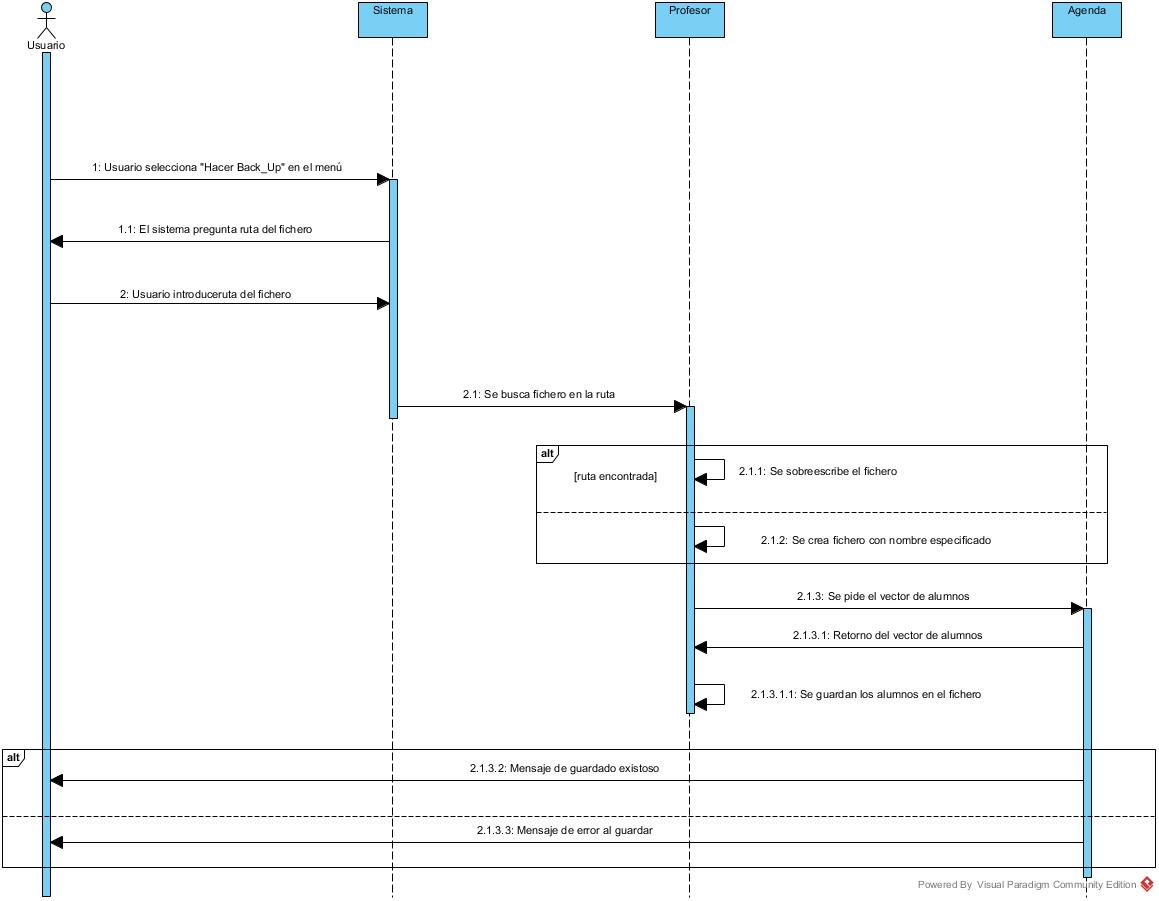 Sistema
Profesor
Agenda
Usuario
1: Usuario selecciona "Hacer Back_Up" en el menú
1.1: El sistema pregunta ruta del fichero
2: Usuario introduceruta del fichero
2.1: Se busca fichero en la ruta
alt
2.1.1: Se sobreescribe el fichero
[ruta encontrada]
2.1.2: Se crea fichero con nombre especificado
2.1.3: Se pide el vector de alumnos
2.1.3.1: Retorno del vector de alumnos
2.1.3.1.1: Se guardan los alumnos en el fichero
alt
2.1.3.2: Mensaje de guardado existoso
2.1.3.3: Mensaje de error al guardar
Powered By Visual Paradigm Community Edition